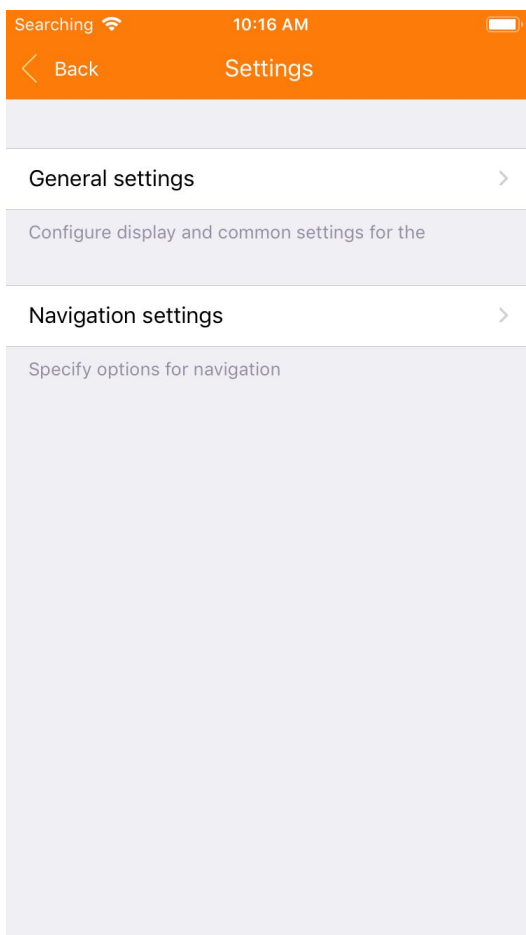 Searching 10:16 AM
Back Settings
General settings
Configure display and common settings for the
Navigation settings
Specify options for navigation